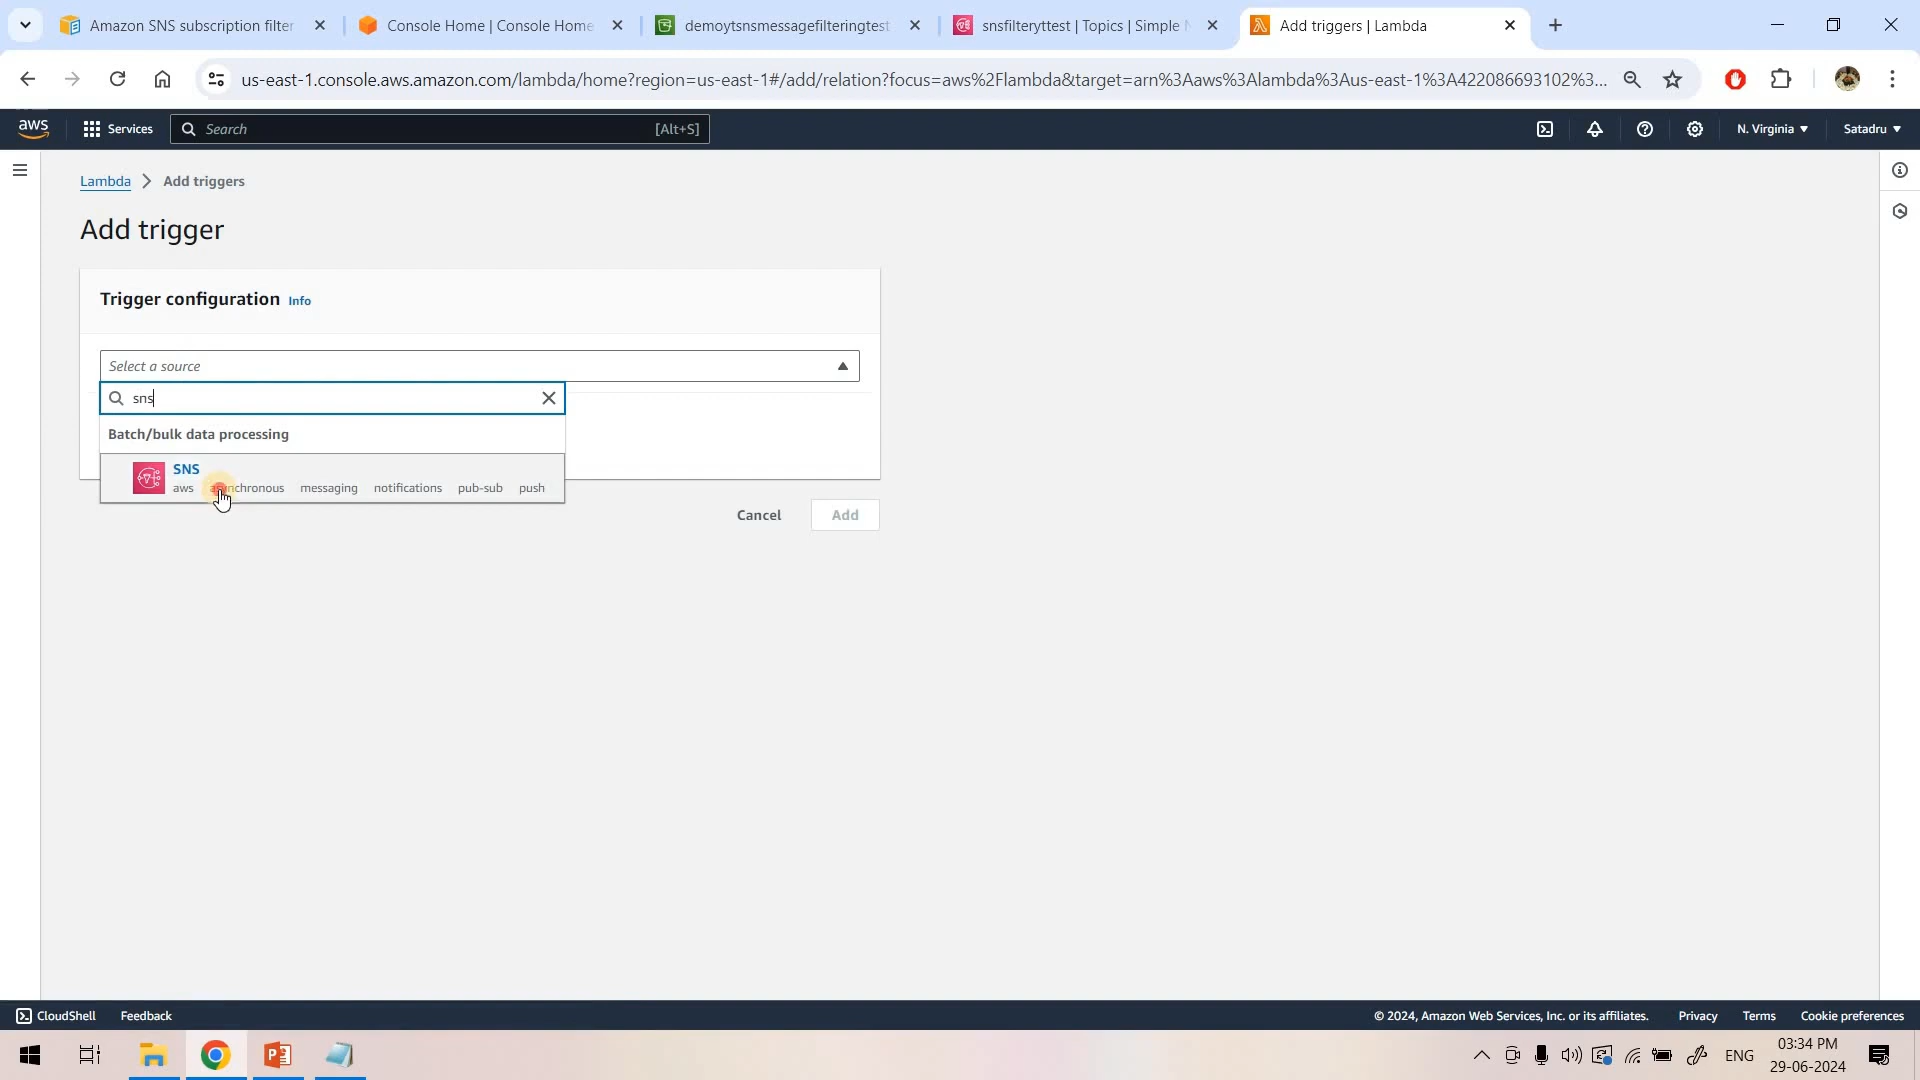 Amazon SNS subscription filter
Console Home | Console Home
demoytsnsmessagefilteringtest
snsfilteryttest | Topics | Simple N
Add triggers | Lambda
us-east-1.console.aws.amazon.com/lambda/home?region=us-east-1#/add/relation?focus=aws%2Flambda&target=arn%3Aaws%3Alambda%3Aus-east-1%3A422086693102%3...
aws
Services
Search
[Alt+S]
N. Virginia
Satadru
Lambda
Add triggers
Add trigger
Trigger configuration Info
Select a source
sns
Batch/bulk data processing
SNS
aws asynchronous messaging notifications pub-sub push
Cancel
Add
CloudShell
Feedback
© 2024, Amazon Web Services, Inc. or its affiliates.
Privacy
Terms
Cookie preferences
ENG
03:34 PM
29-06-2024